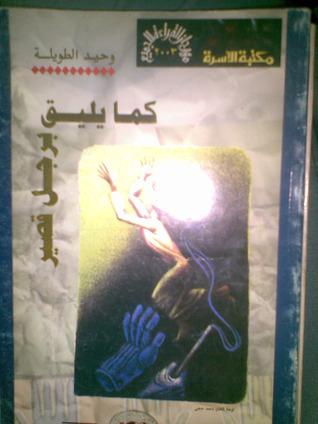 مكتبة الأسرة
مهرجان القراءة للجميع
٢٠٠٣
وحيد الطويلة
كما يليق
برجل قصير